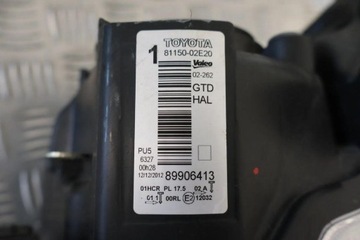 TOYOTA
1 81150-02E20
Valeo
02-262
GTD
HAL
PU5
6327
00h28
12/12/2012 89906413
01HCR PL 17.5 02 A
01 1 00RL E2 12032